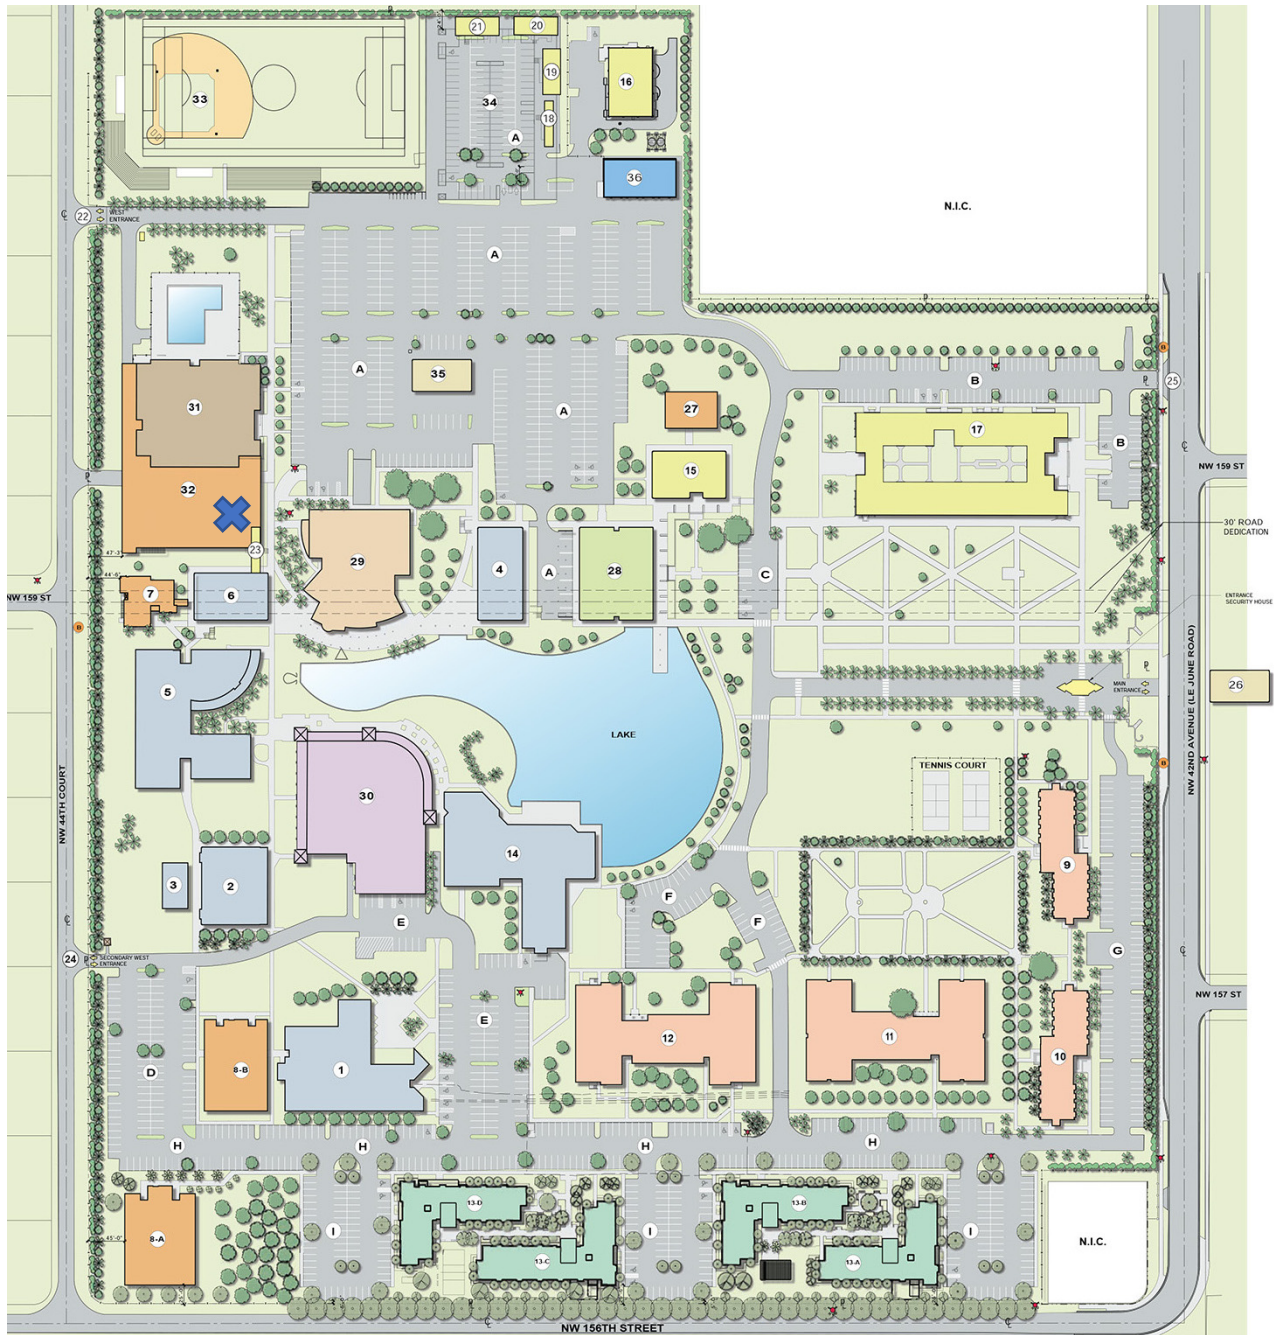 21
20
19
16
33
34
18
A
36
22
WEST
ENTRANCE
N.I.C.
A
35
A
31
A
27
B
25
B
17
15
32
NW 159 ST
23
47'-3"
29
4
A
28
C
30' ROAD
DEDICATION
44'-6"
7
6
NW 159 ST
ENTRANCE
SECURITY HOUSE
B
5
MAIN
ENTRANCE
26
LAKE
TENNIS COURT
NW 42ND AVENUE (LE JUNE ROAD)
NW 44TH COURT
B
B
30
14
9
3
2
F
F
E
G
24
SECONDARY WEST
ENTRANCE
NW 157 ST
E
12
11
10
D
8-B
1
H
H
H
H
13-D
13-B
8-A
I
I
I
45'-0"
13-C
13-A
N.I.C.
NW 156TH STREET